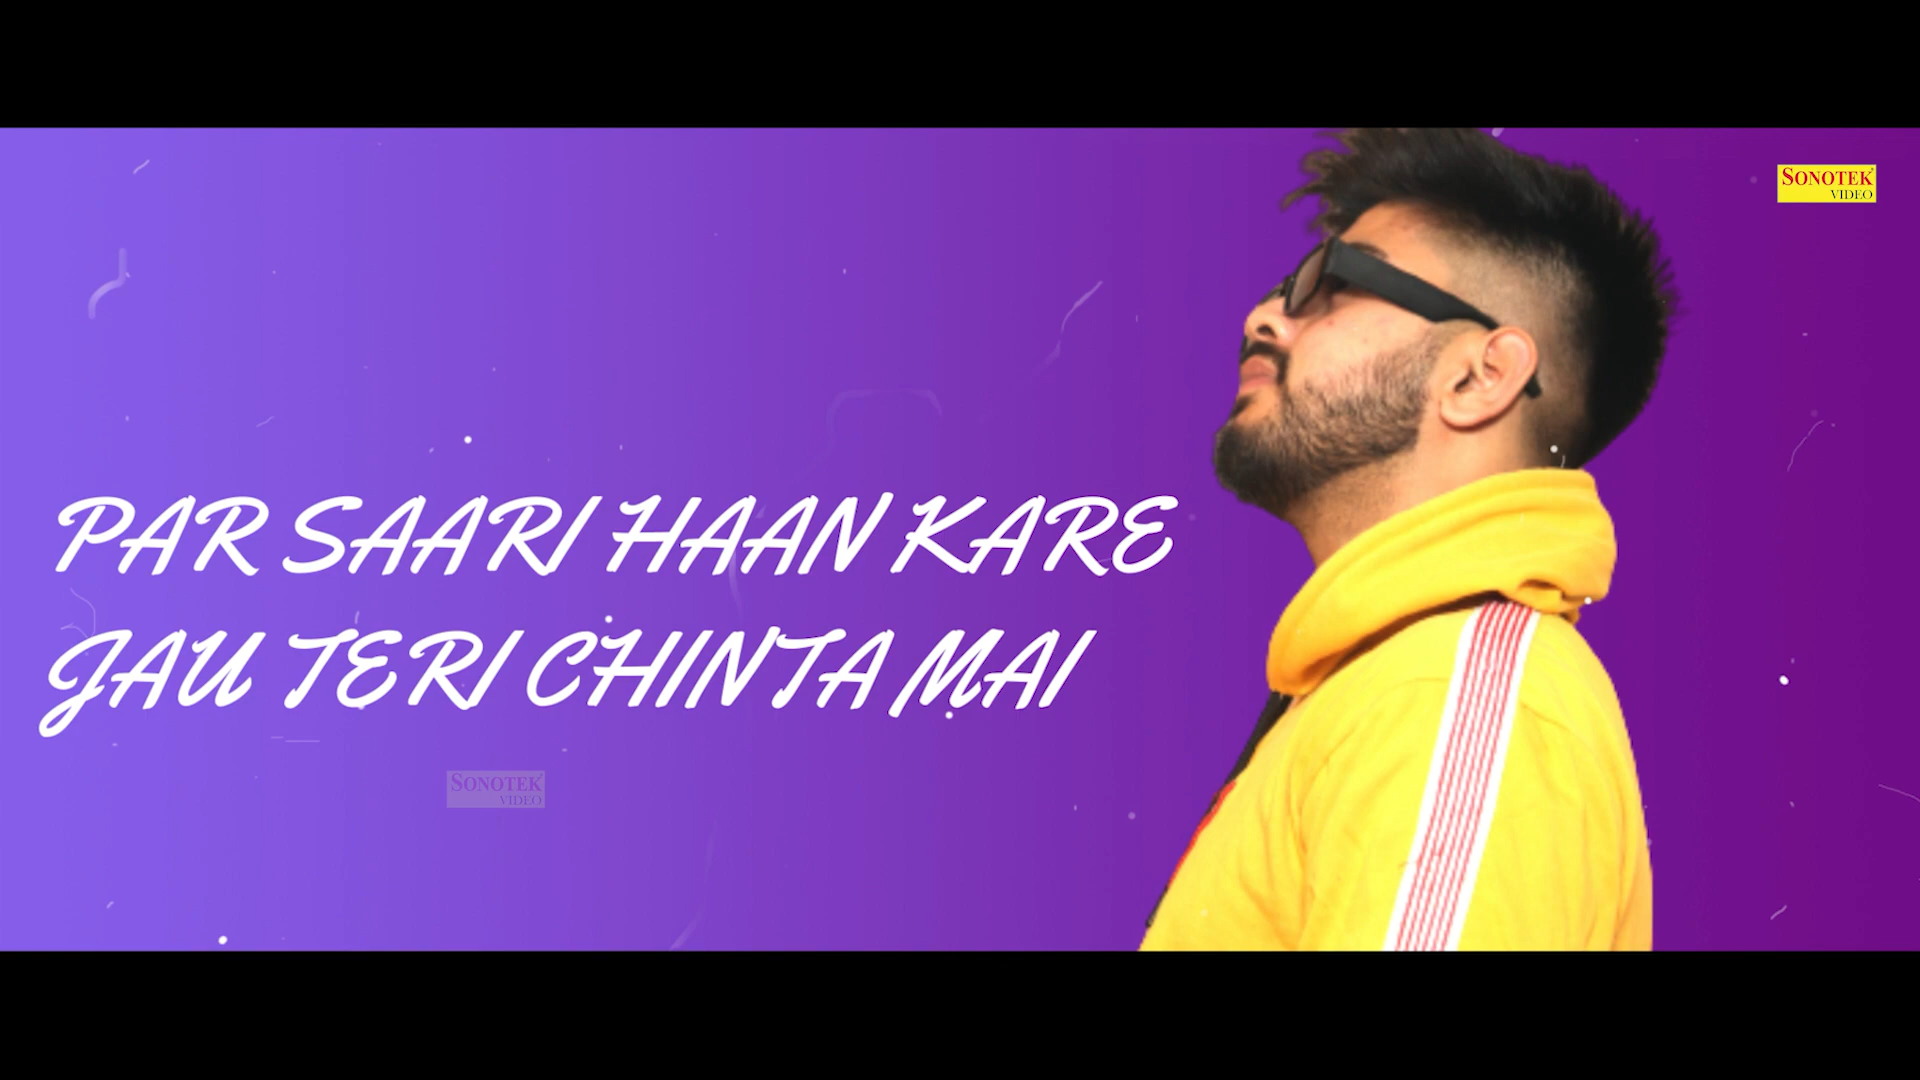 SONOTEK
VIDEO
PAR SAARI HAAN KARE
JAU TERI CHINTA MAI
SONOTEK
VIDEO